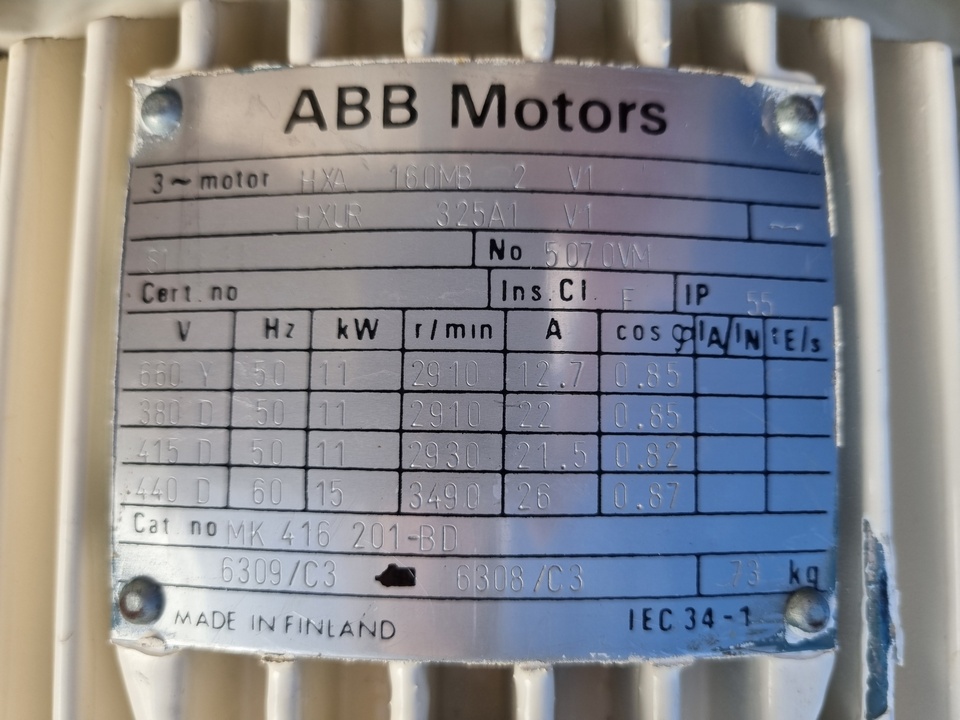 ABB Motors
3~motor HXA 160MB 2 V1
HXUR 325A1 V1
S1 No 5070VM
Cert. no Ins.Cl. F IP 55
V Hz kW r/min A cos φ IA/IN tE/s
660 Y 50 11 2910 12.7 0.85
380 D 50 11 2910 22 0.85
415 D 50 11 2930 21.5 0.82
440 D 60 15 3490 26 0.87
Cat no MK 416 201-BD
6309/C3 6308/C3 73 kg
MADE IN FINLAND IEC 34-1